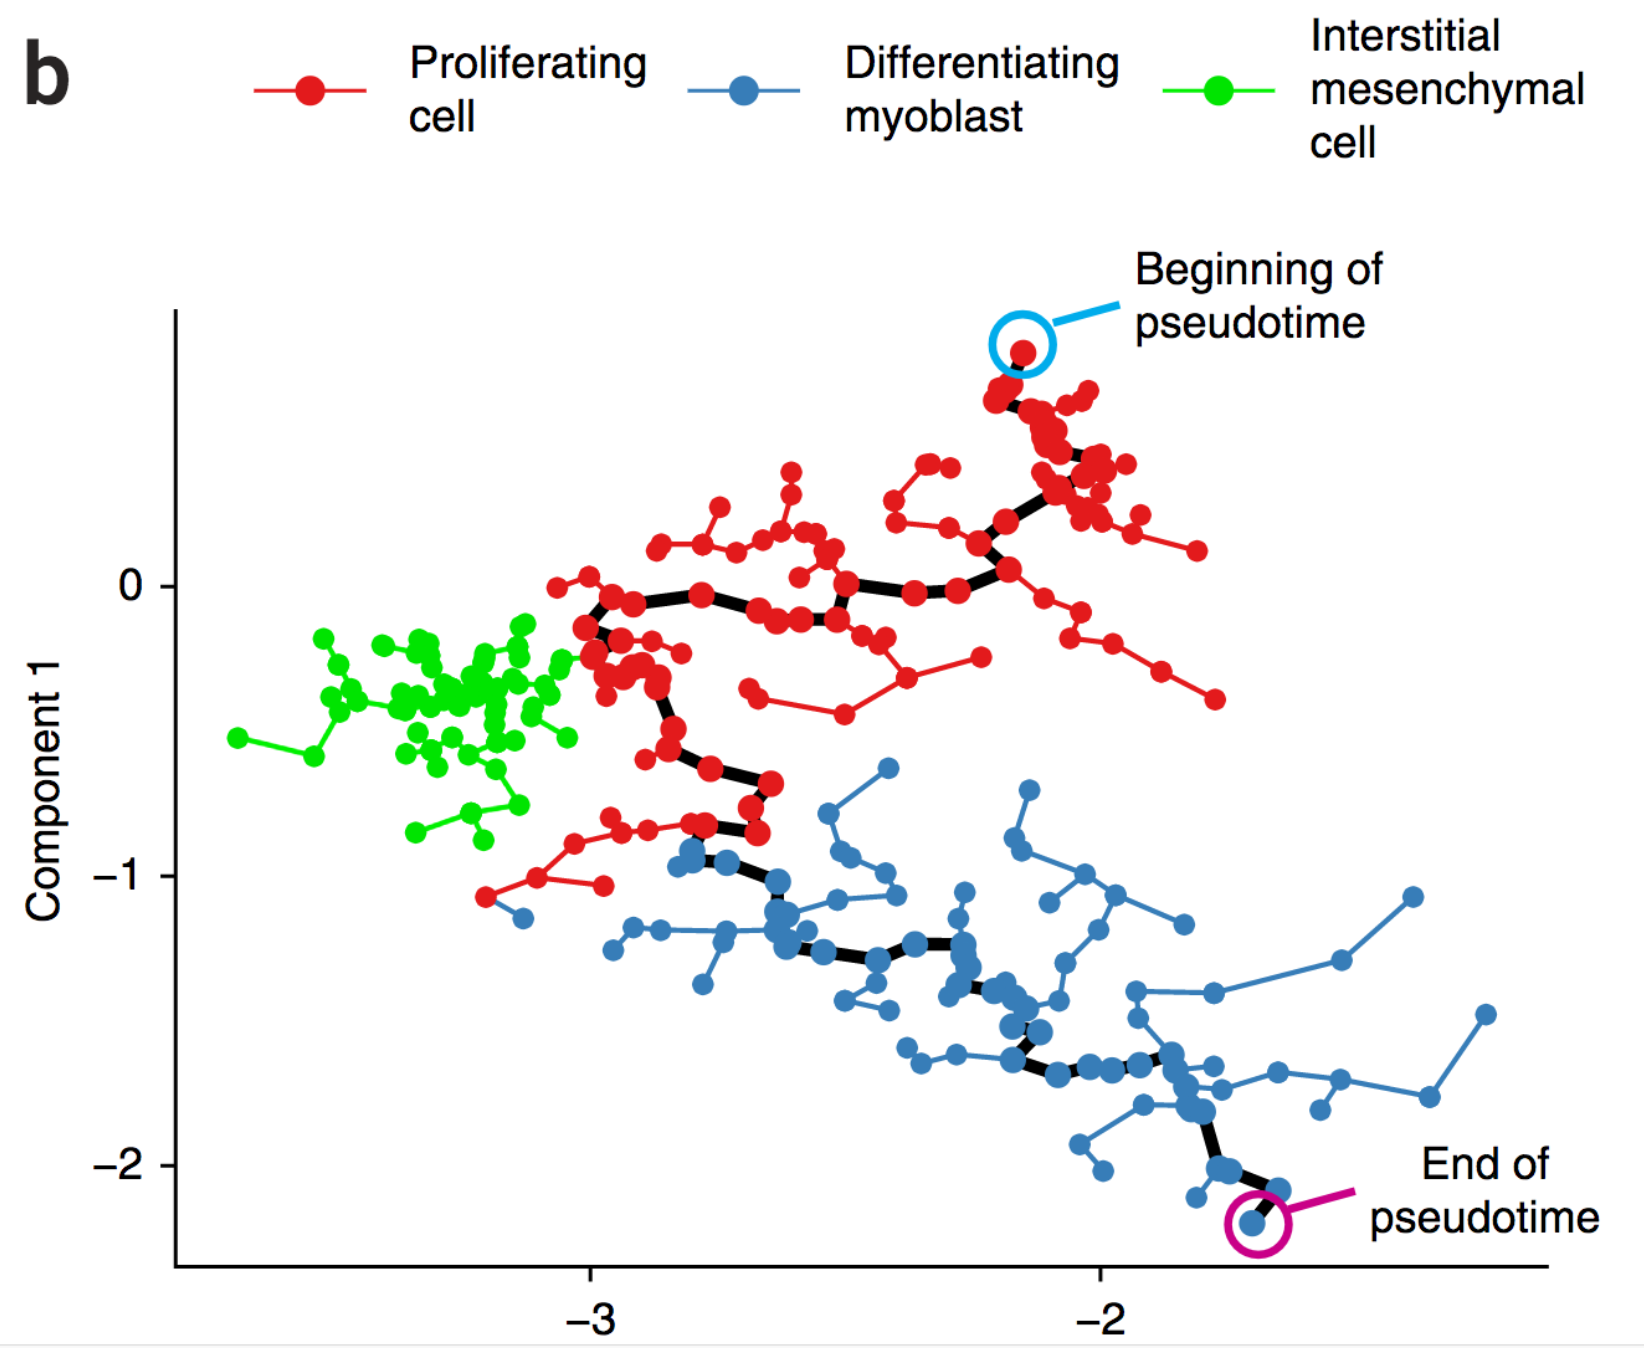 b
Proliferating
cell
Differentiating
myoblast
Interstitial
mesenchymal
cell
Beginning of
pseudotime
Component 1
0
−1
−2
End of
pseudotime
−3
−2